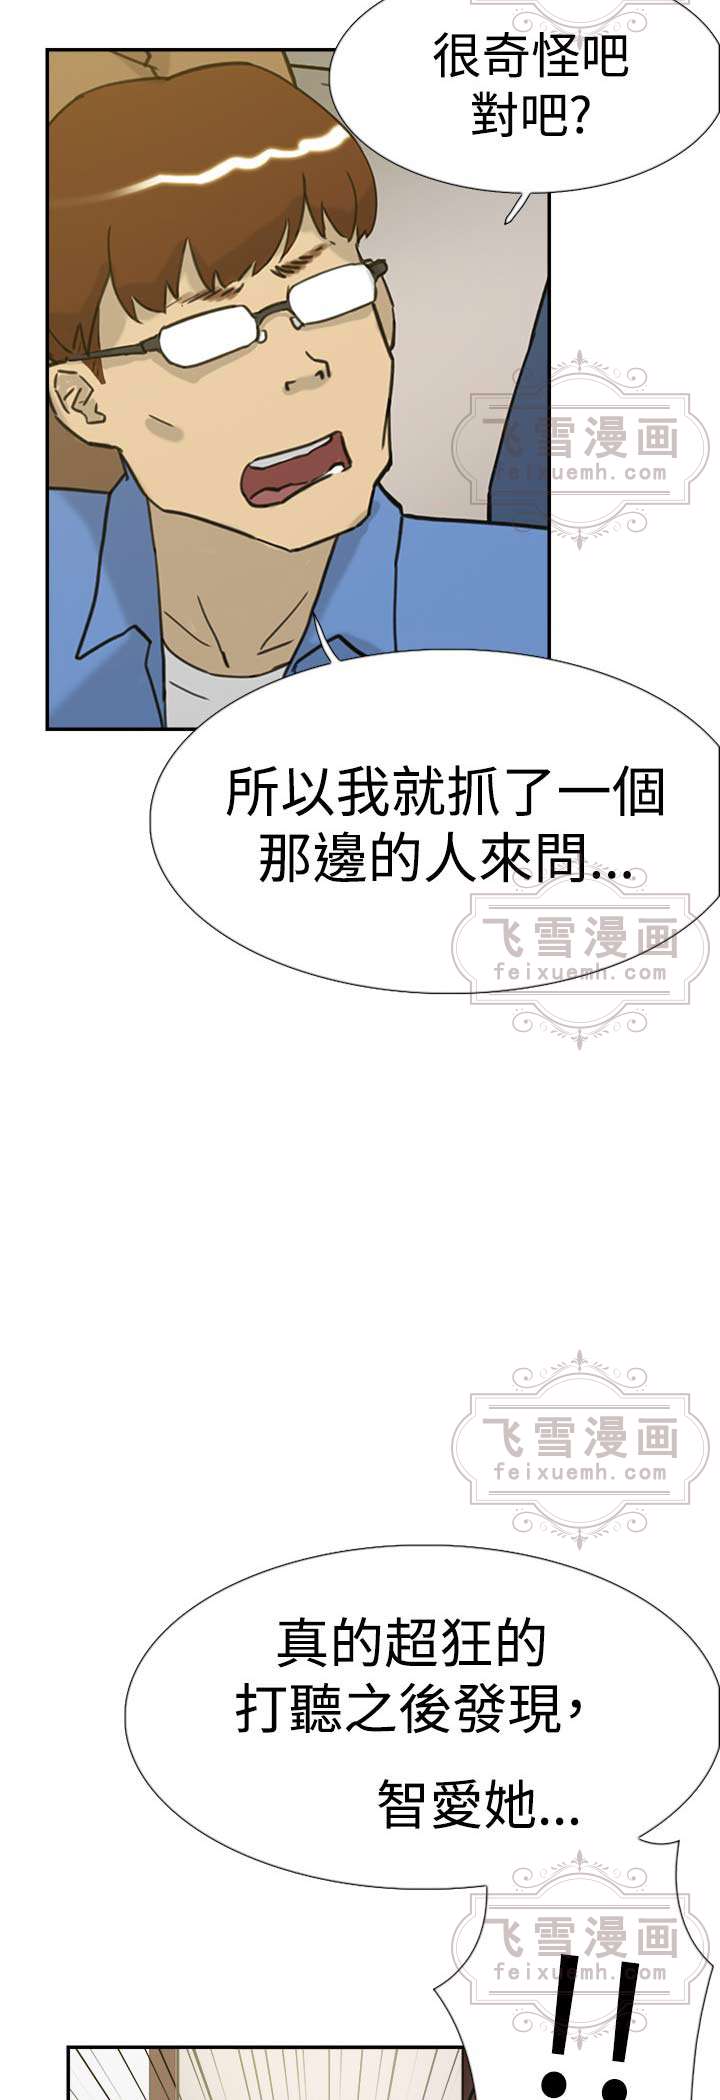 很奇怪吧
對吧?
飞雪漫画
feixuemh.com
所以我就抓了一個
那邊的人來問...
飞雪漫画
feixuemh.com
飞雪漫画
feixuemh.com
真的超狂的
打聽之後發現,
智愛她...
飞雪漫画
feixuemh.com
!!